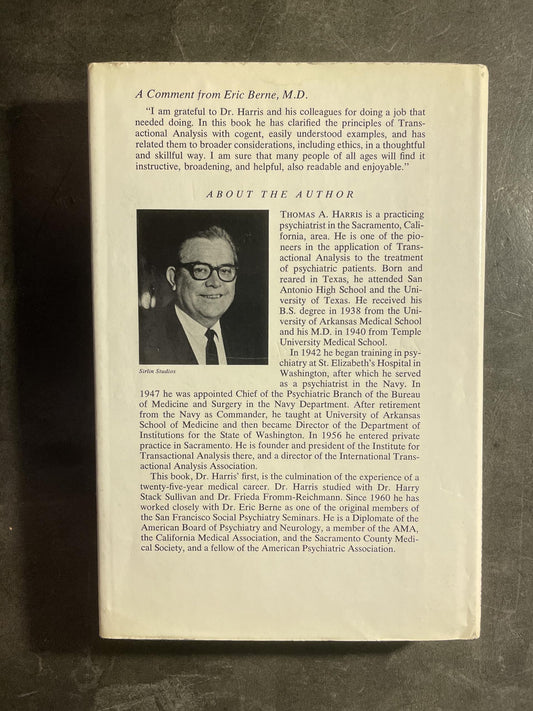 A Comment from Eric Berne, M.D.
"I am grateful to Dr. Harris and his colleagues for doing a job that
needed doing. In this book he has clarified the principles of Trans-
actional Analysis with cogent, easily understood examples, and has
related them to broader considerations, including ethics, in a thoughtful
and skillful way. I am sure that many people of all ages will find it
instructive, broadening, and helpful, also readable and enjoyable."
ABOUT THE AUTHOR
THOMAS A. HARRIS is a practicing
psychiatrist in the Sacramento, Cali-
fornia, area. He is one of the pio-
neers in the application of Trans-
actional Analysis to the treatment
of psychiatric patients. Born and
reared in Texas, he attended San
Antonio High School and the Uni-
versity of Texas. He received his
B.S. degree in 1938 from the Uni-
versity of Arkansas Medical School
and his M.D. in 1940 from Temple
University Medical School.
In 1942 he began training in psy-
chiatry at St. Elizabeth's Hospital in
Washington, after which he served
as a psychiatrist in the Navy. In
Sirlin Studios
1947 he was appointed Chief of the Psychiatric Branch of the Bureau
of Medicine and Surgery in the Navy Department. After retirement
from the Navy as Commander, he taught at University of Arkansas
School of Medicine and then became Director of the Department of
Institutions for the State of Washington. In 1956 he entered private
practice in Sacramento. He is founder and president of the Institute for
Transactional Analysis there, and a director of the International Trans-
actional Analysis Association.
This book, Dr. Harris' first, is the culmination of the experience of a
twenty-five-year medical career. Dr. Harris studied with Dr. Harry
Stack Sullivan and Dr. Frieda Fromm-Reichmann. Since 1960 he has
worked closely with Dr. Eric Berne as one of the original members of
the San Francisco Social Psychiatry Seminars. He is a Diplomate of the
American Board of Psychiatry and Neurology, a member of the AMA,
the California Medical Association, and the Sacramento County Medi-
cal Society, and a fellow of the American Psychiatric Association.